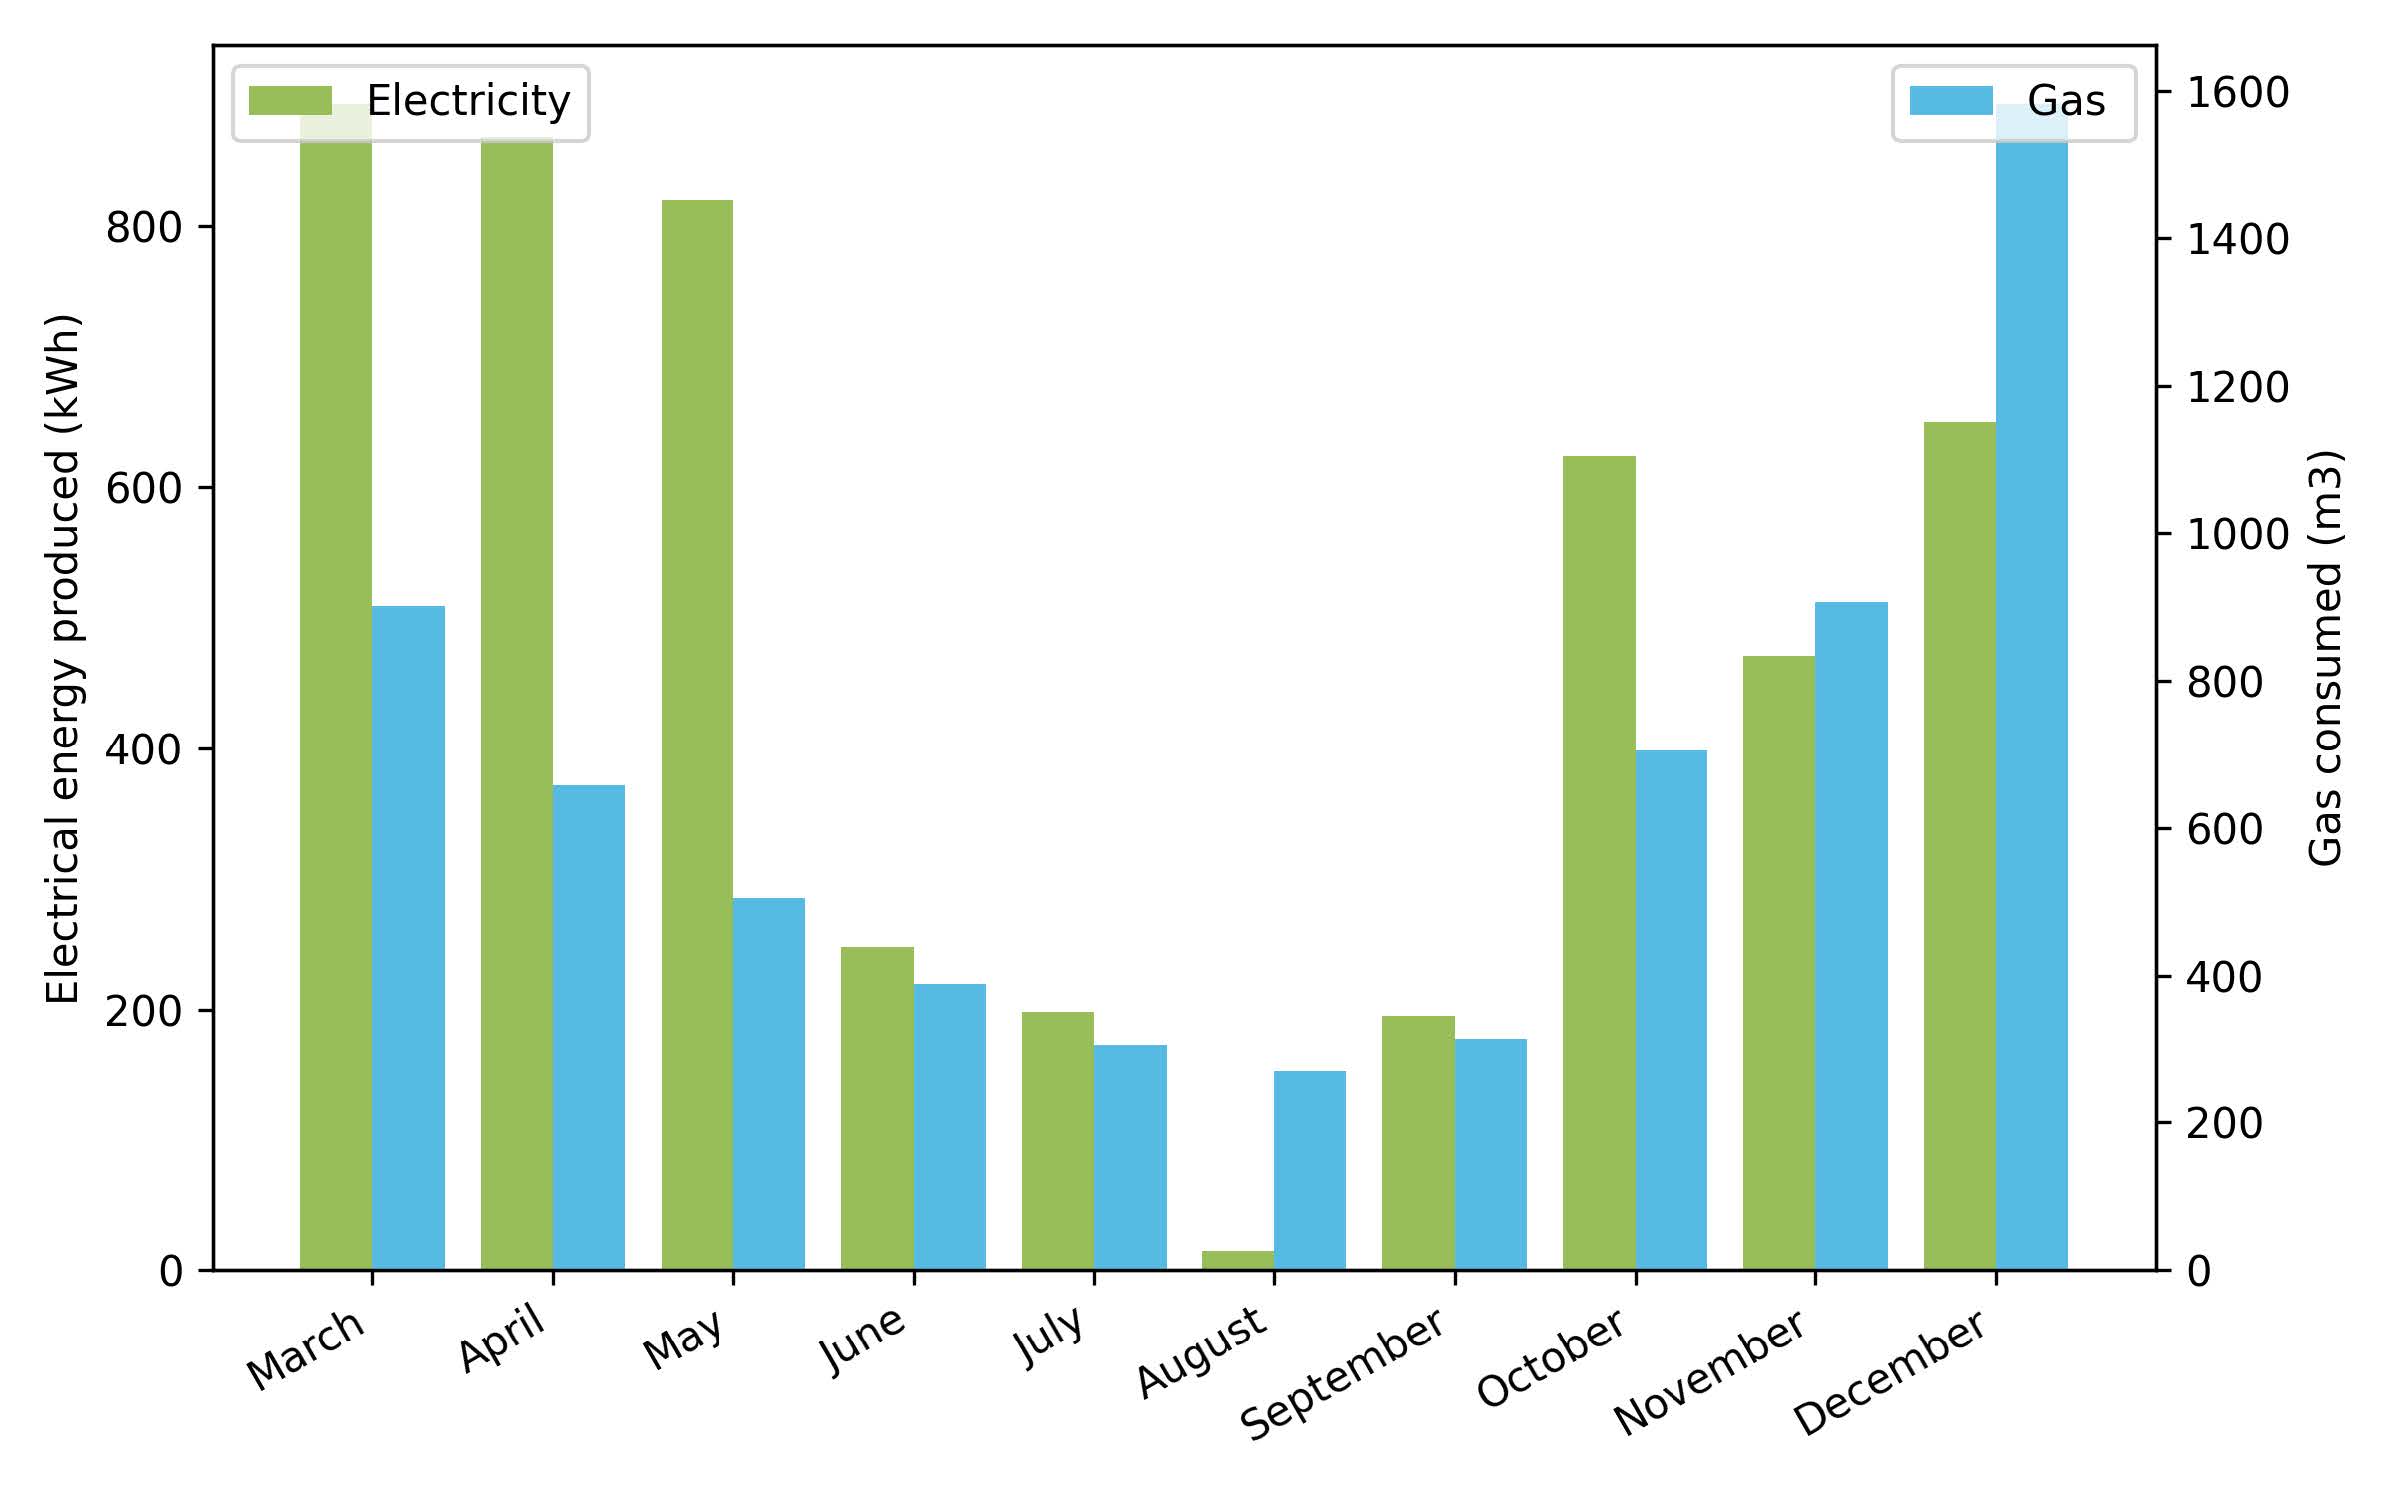 Electricity
Gas
Electrical energy produced (kWh)
800
600
400
200
0
1600
1400
1200
1000
800
600
400
200
0
Gas consumed (m3)
March
April
May
June
July
August
September
October
November
December